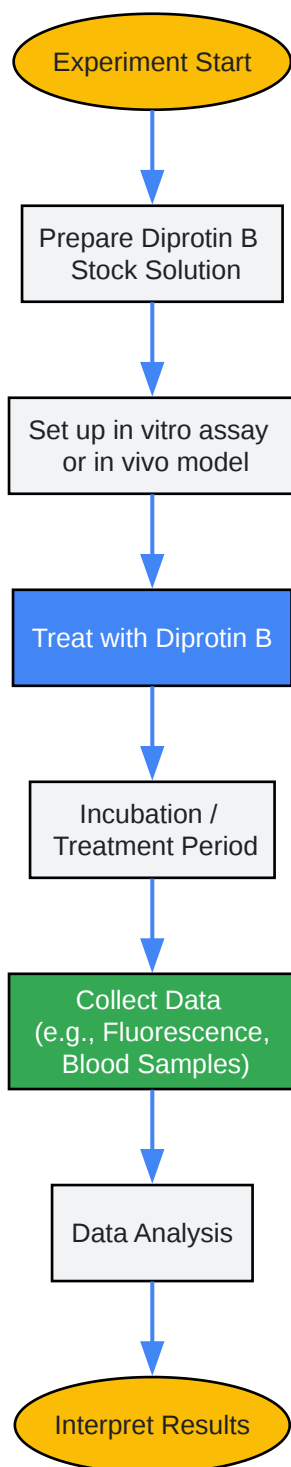 Experiment Start
Prepare Diprotin B
Stock Solution
Set up in vitro assay
or in vivo model
Treat with Diprotin B
Incubation /
Treatment Period
Collect Data
(e.g., Fluorescence,
Blood Samples)
Data Analysis
Interpret Results